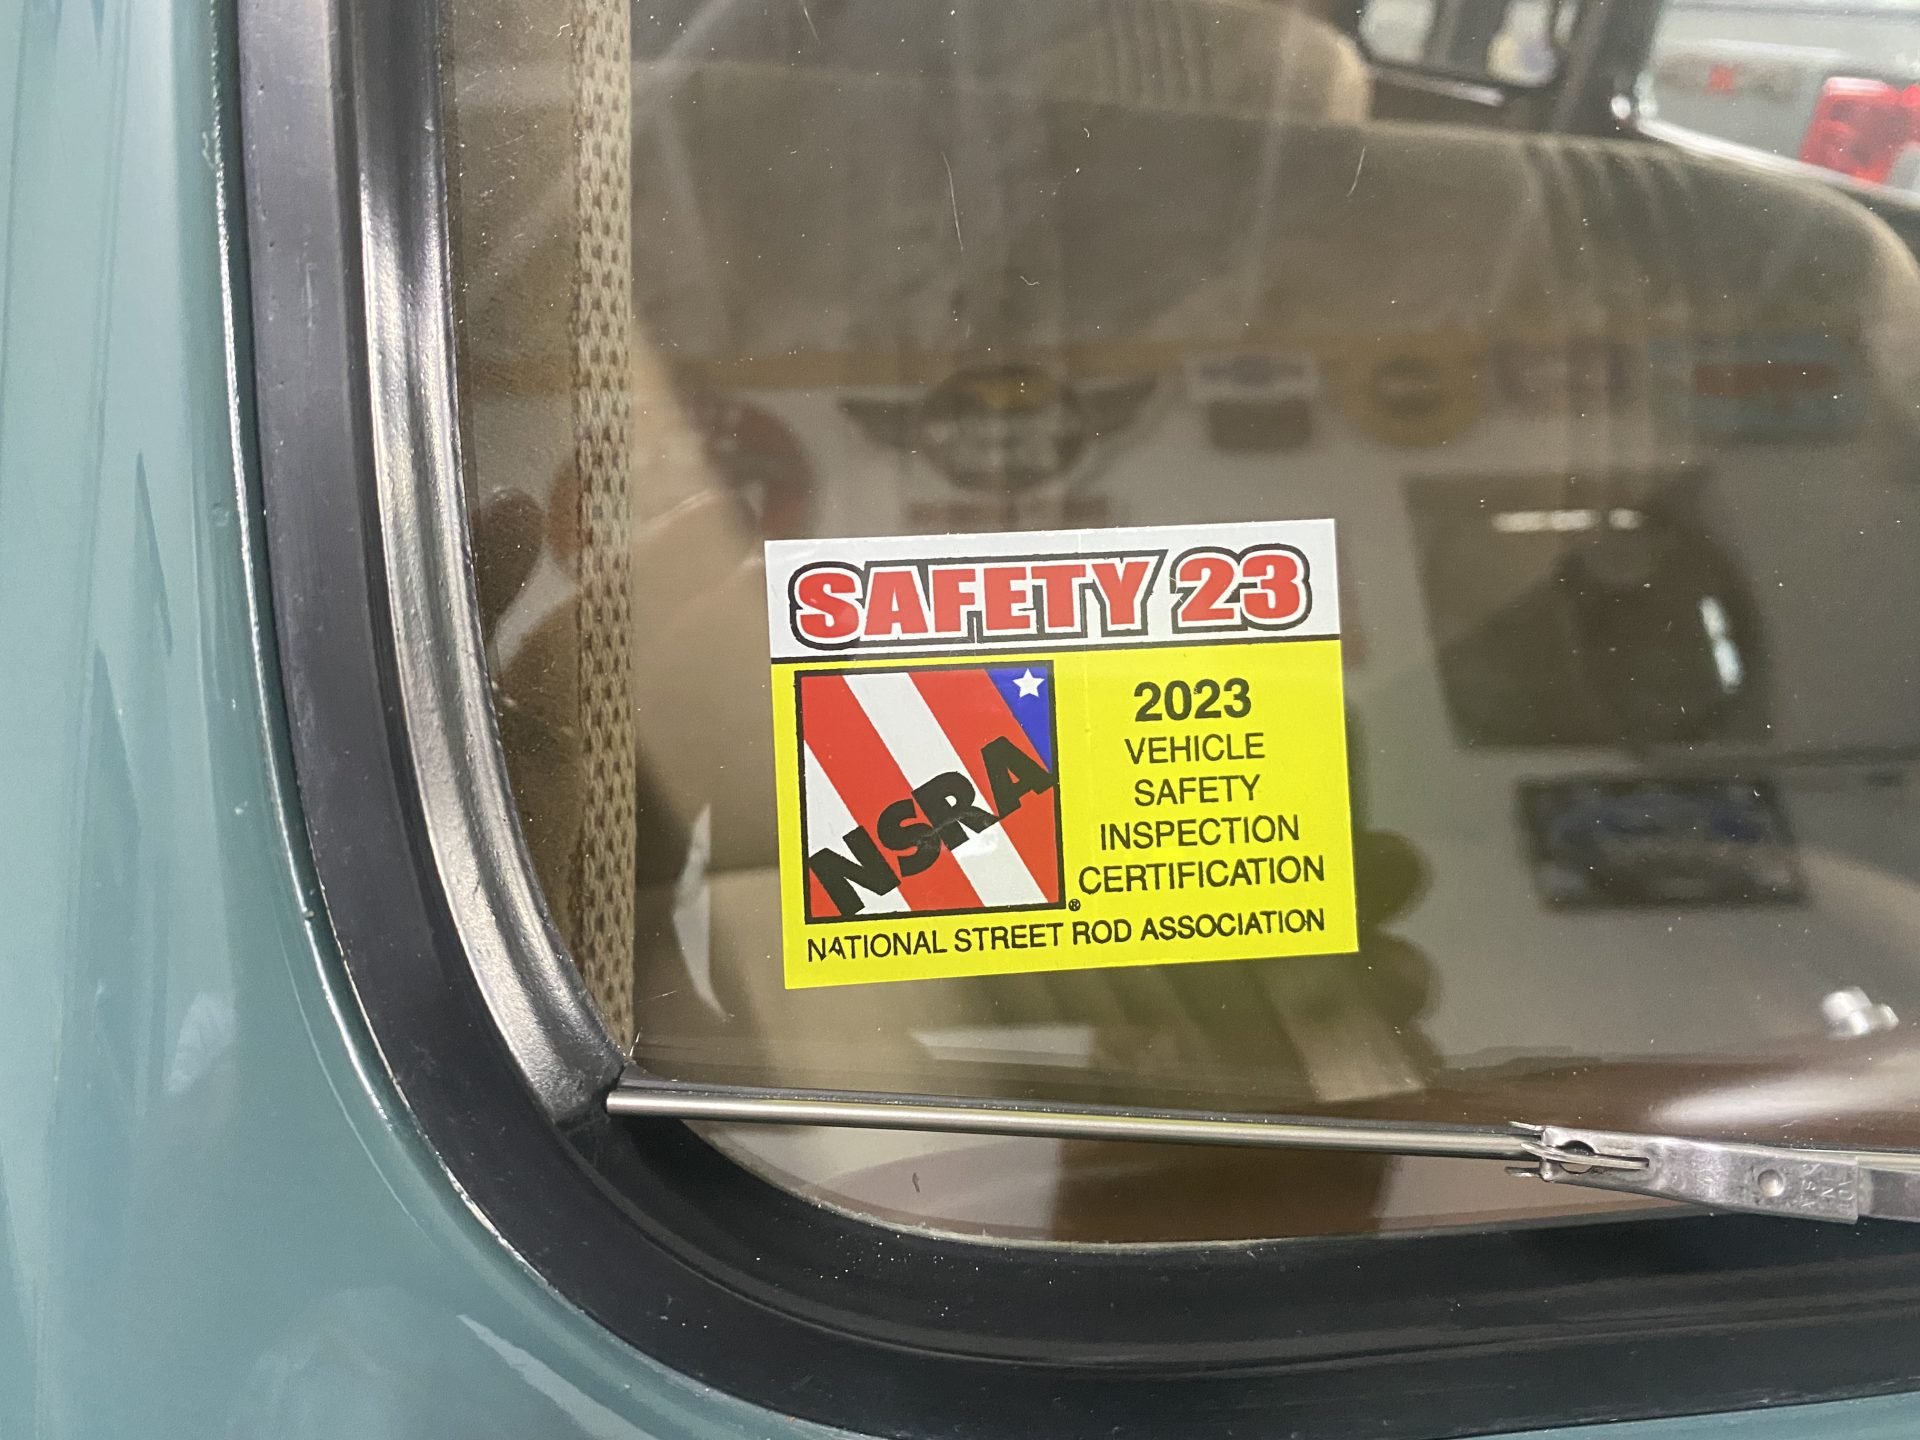 SAFETY 23
NSRA
®
2023
VEHICLE
SAFETY
INSPECTION
CERTIFICATION
NATIONAL STREET ROD ASSOCIATION